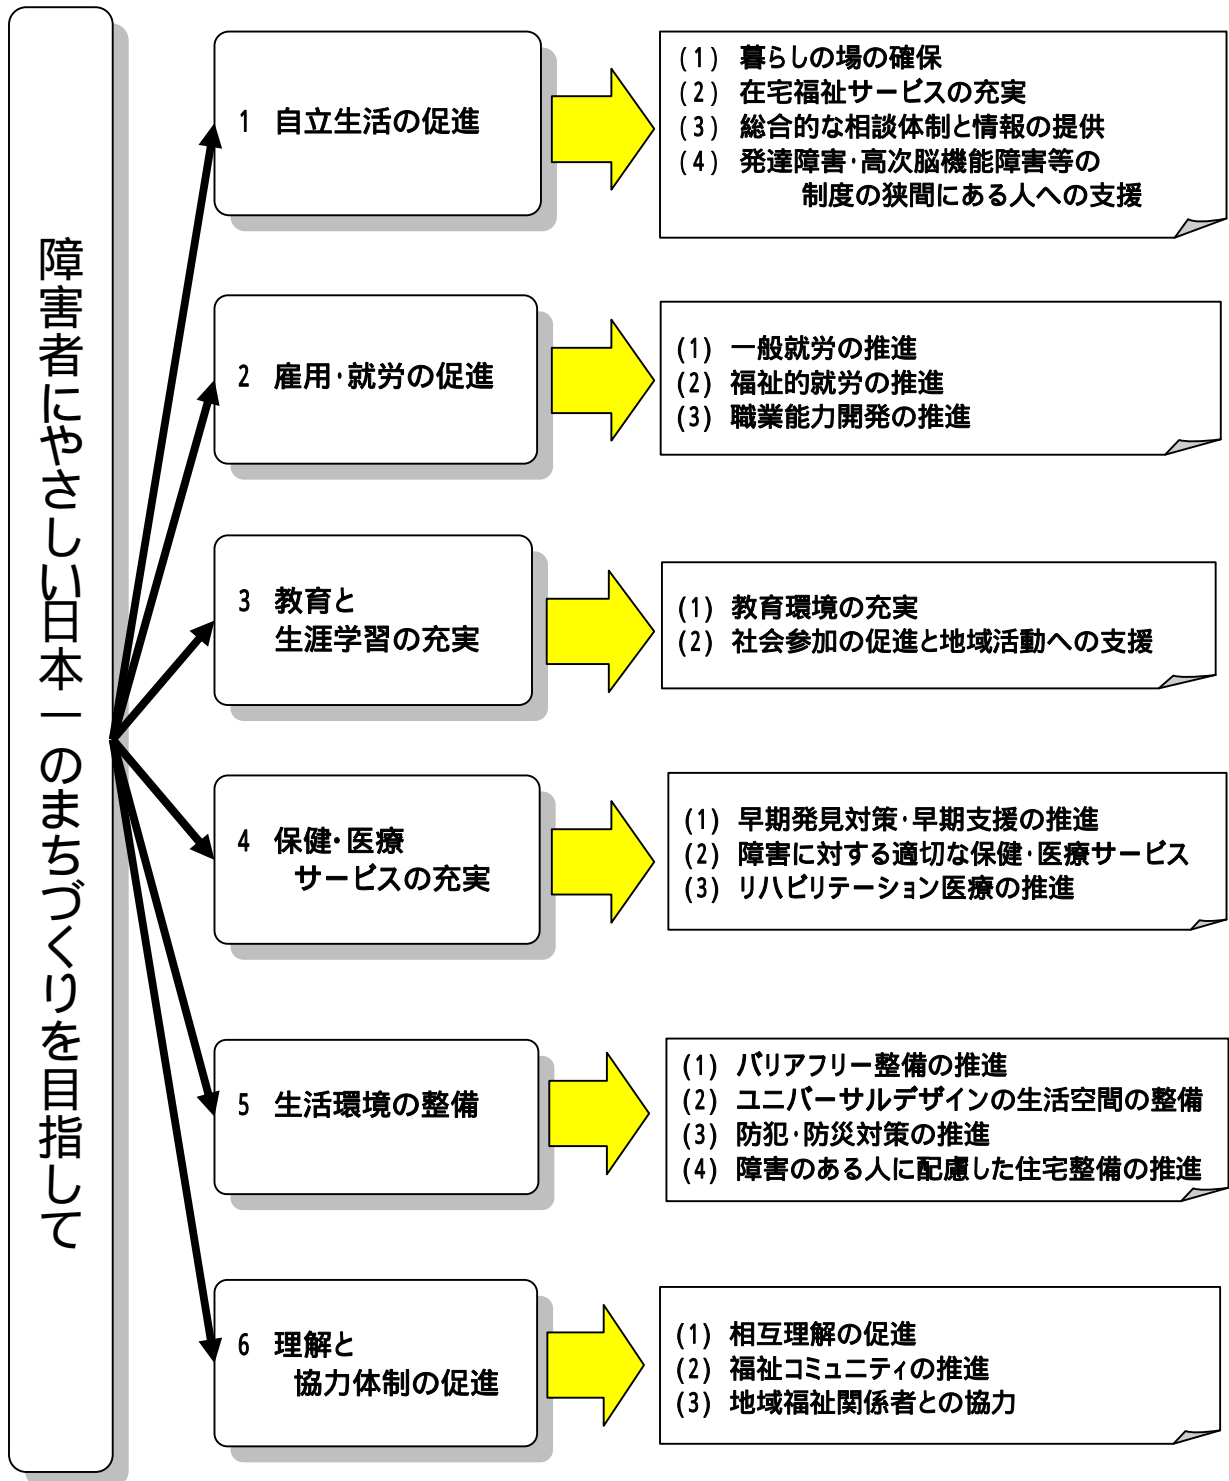 障害者にやさしい日本一のまちづくりを目指して
1 自立生活の促進
(1) 暮らしの場の確保
(2) 在宅福祉サービスの充実
(3) 総合的な相談体制と情報の提供
(4) 発達障害・高次脳機能障害等の
制度の狭間にある人への支援
2 雇用・就労の促進
(1) 一般就労の推進
(2) 福祉的就労の推進
(3) 職業能力開発の推進
3 教育と
生涯学習の充実
(1) 教育環境の充実
(2) 社会参加の促進と地域活動への支援
4 保健・医療
サービスの充実
(1) 早期発見対策・早期支援の推進
(2) 障害に対する適切な保健・医療サービス
(3) リハビリテーション医療の推進
5 生活環境の整備
(1) バリアフリー整備の推進
(2) ユニバーサルデザインの生活空間の整備
(3) 防犯・防災対策の推進
(4) 障害のある人に配慮した住宅整備の推進
6 理解と
協力体制の促進
(1) 相互理解の促進
(2) 福祉コミュニティの推進
(3) 地域福祉関係者との協力